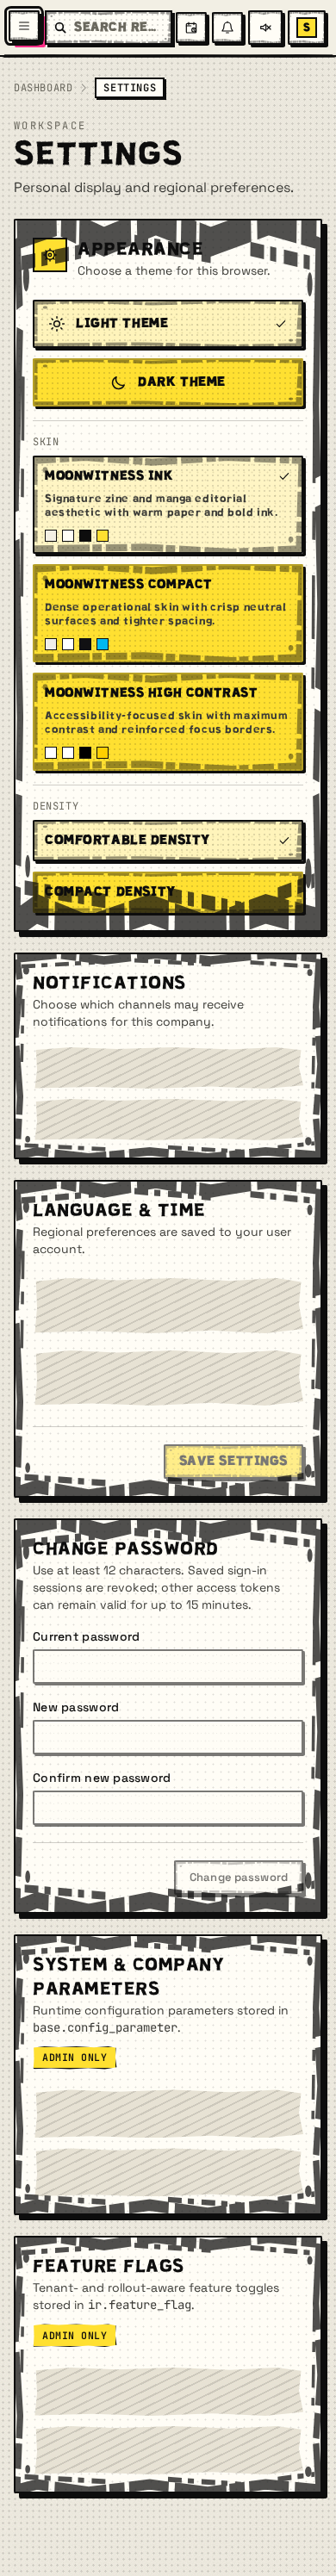 SEARCH RE…
S
DASHBOARD
SETTINGS
WORKSPACE
SETTINGS
Personal display and regional preferences.
APPEARANCE
Choose a theme for this browser.
LIGHT THEME
DARK THEME
SKIN
MOONWITNESS INK
Signature zine and manga editorial
aesthetic with warm paper and bold ink.
MOONWITNESS COMPACT
Dense operational skin with crisp neutral
surfaces and tighter spacing.
MOONWITNESS HIGH CONTRAST
Accessibility-focused skin with maximum
contrast and reinforced focus borders.
DENSITY
COMFORTABLE DENSITY
COMPACT DENSITY
NOTIFICATIONS
Choose which channels may receive
notifications for this company.
LANGUAGE & TIME
Regional preferences are saved to your user
account.
SAVE SETTINGS
CHANGE PASSWORD
Use at least 12 characters. Saved sign-in
sessions are revoked; other access tokens
can remain valid for up to 15 minutes.
Current password
New password
Confirm new password
Change password
SYSTEM & COMPANY
PARAMETERS
Runtime configuration parameters stored in
base.config_parameter.
ADMIN ONLY
FEATURE FLAGS
Tenant- and rollout-aware feature toggles
stored in ir.feature_flag.
ADMIN ONLY